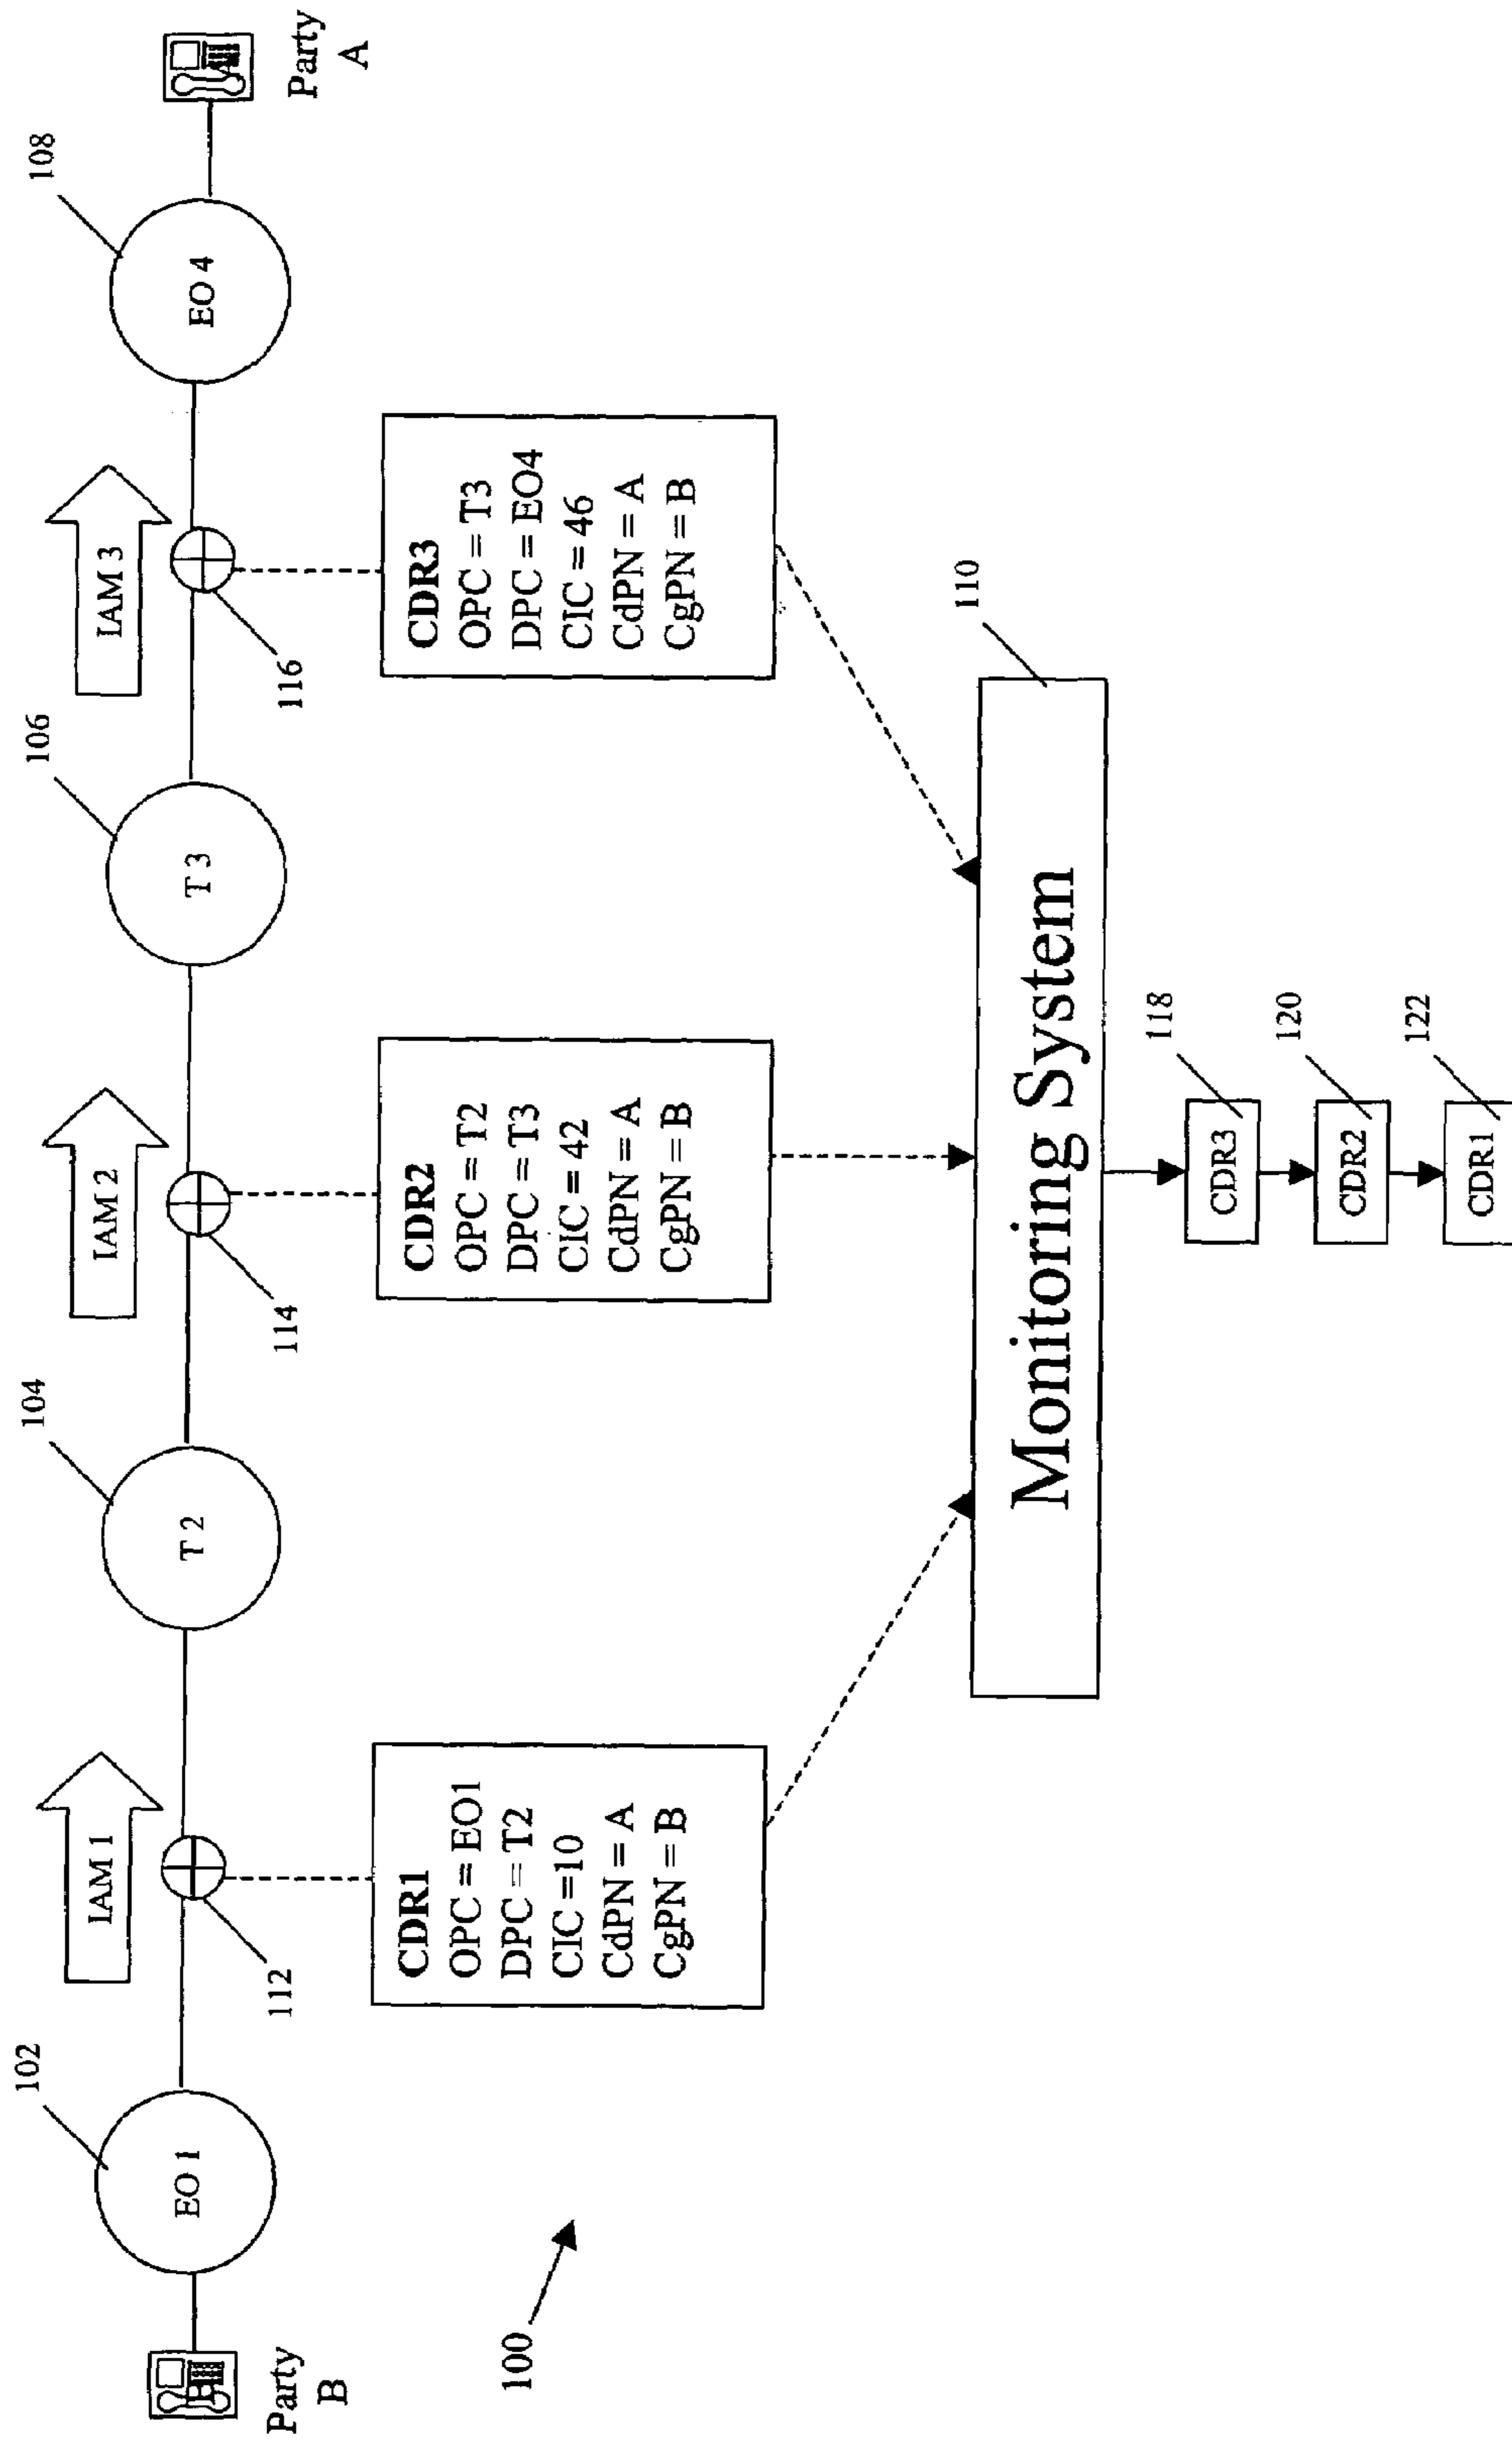 102
104
106
108
IAM 1
IAM 2
IAM 3
EO 1
T 2
T 3
EO 4
B
A
Party
B
Party
A
112
114
116
CDR1
OPC = EO1
DPC = T2
CIC =10
CdPN = A
CgPN = B
CDR2
OPC = T2
DPC = T3
CIC = 42
CdPN = A
CgPN = B
CDR3
OPC = T3
DPC = EO4
CIC = 46
CdPN = A
CgPN = B
100
110
Monitoring System
118
CDR3
120
CDR2
122
CDR1